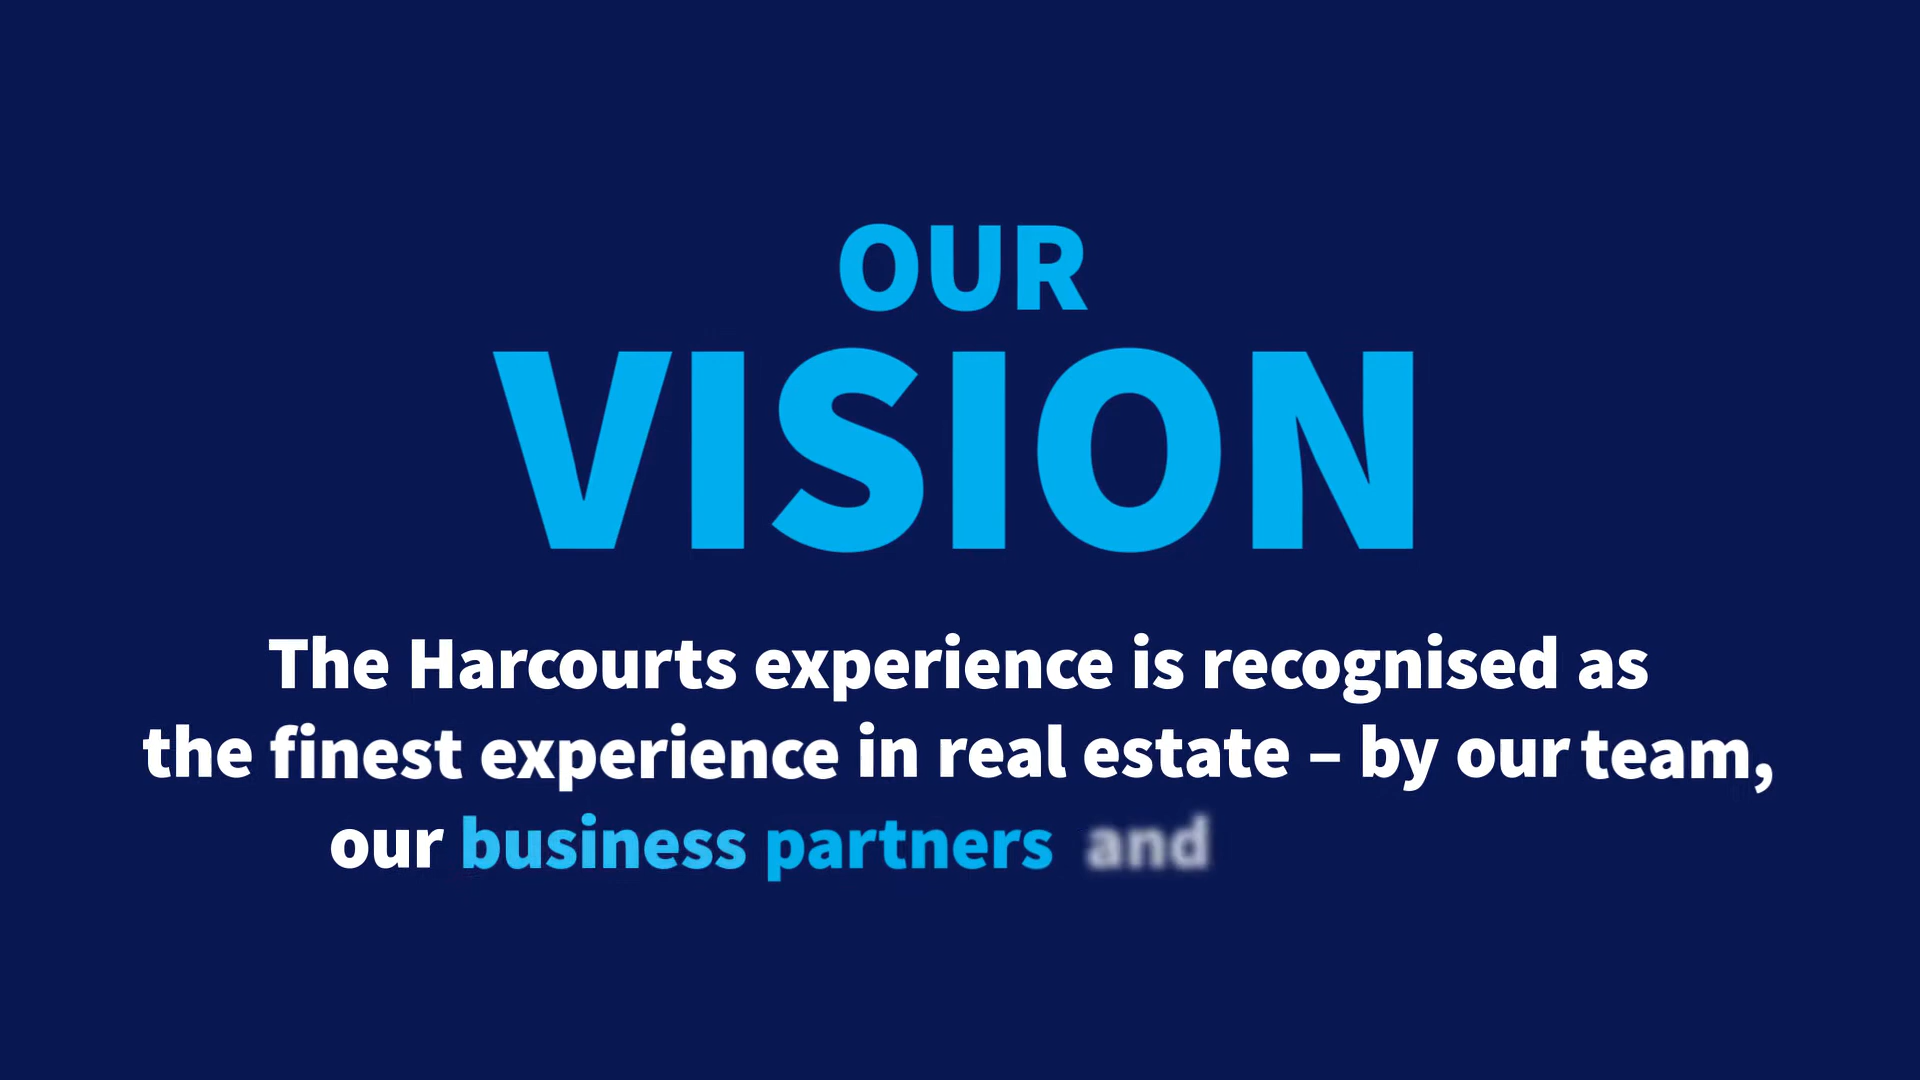 OUR
VISION
The Harcourts experience is recognised as
the finest experience in real estate – by our team,
our business partners and